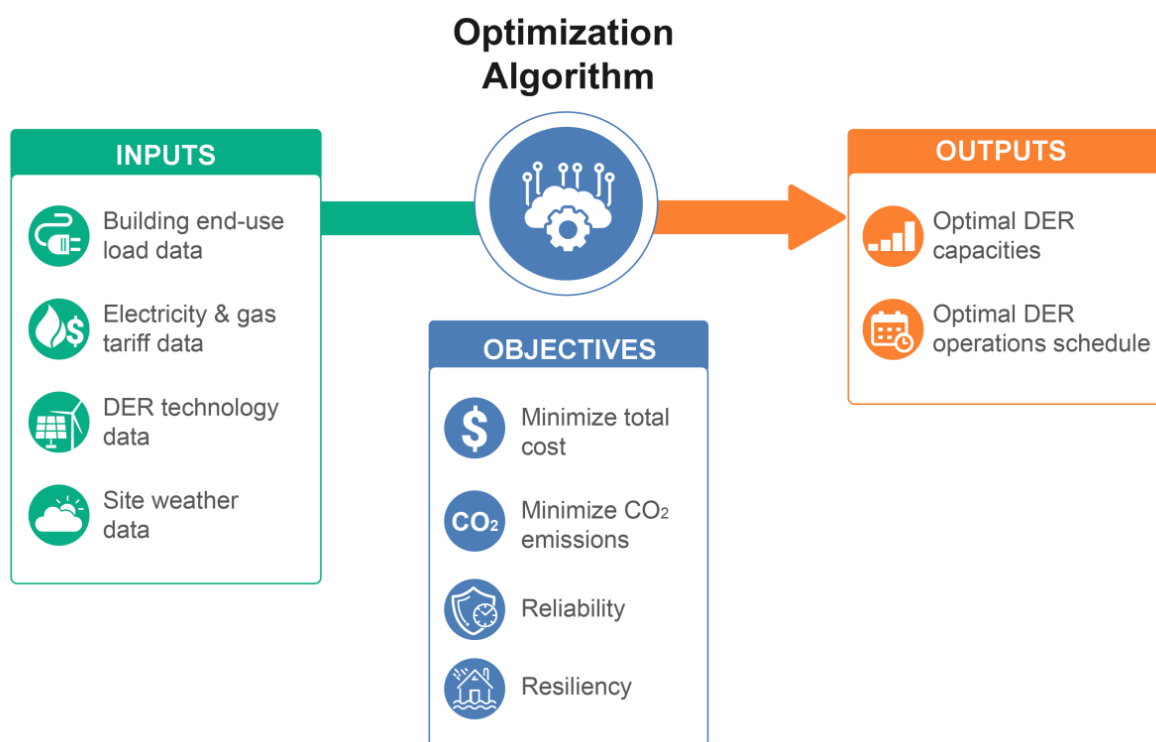 Optimization
Algorithm
INPUTS
Building end-use
load data
Electricity & gas
tariff data
$
DER technology
data
Site weather
data
OBJECTIVES
$
Minimize total
cost
CO₂
Minimize CO₂
emissions
Reliability
Resiliency
OUTPUTS
Optimal DER
capacities
Optimal DER
operations schedule